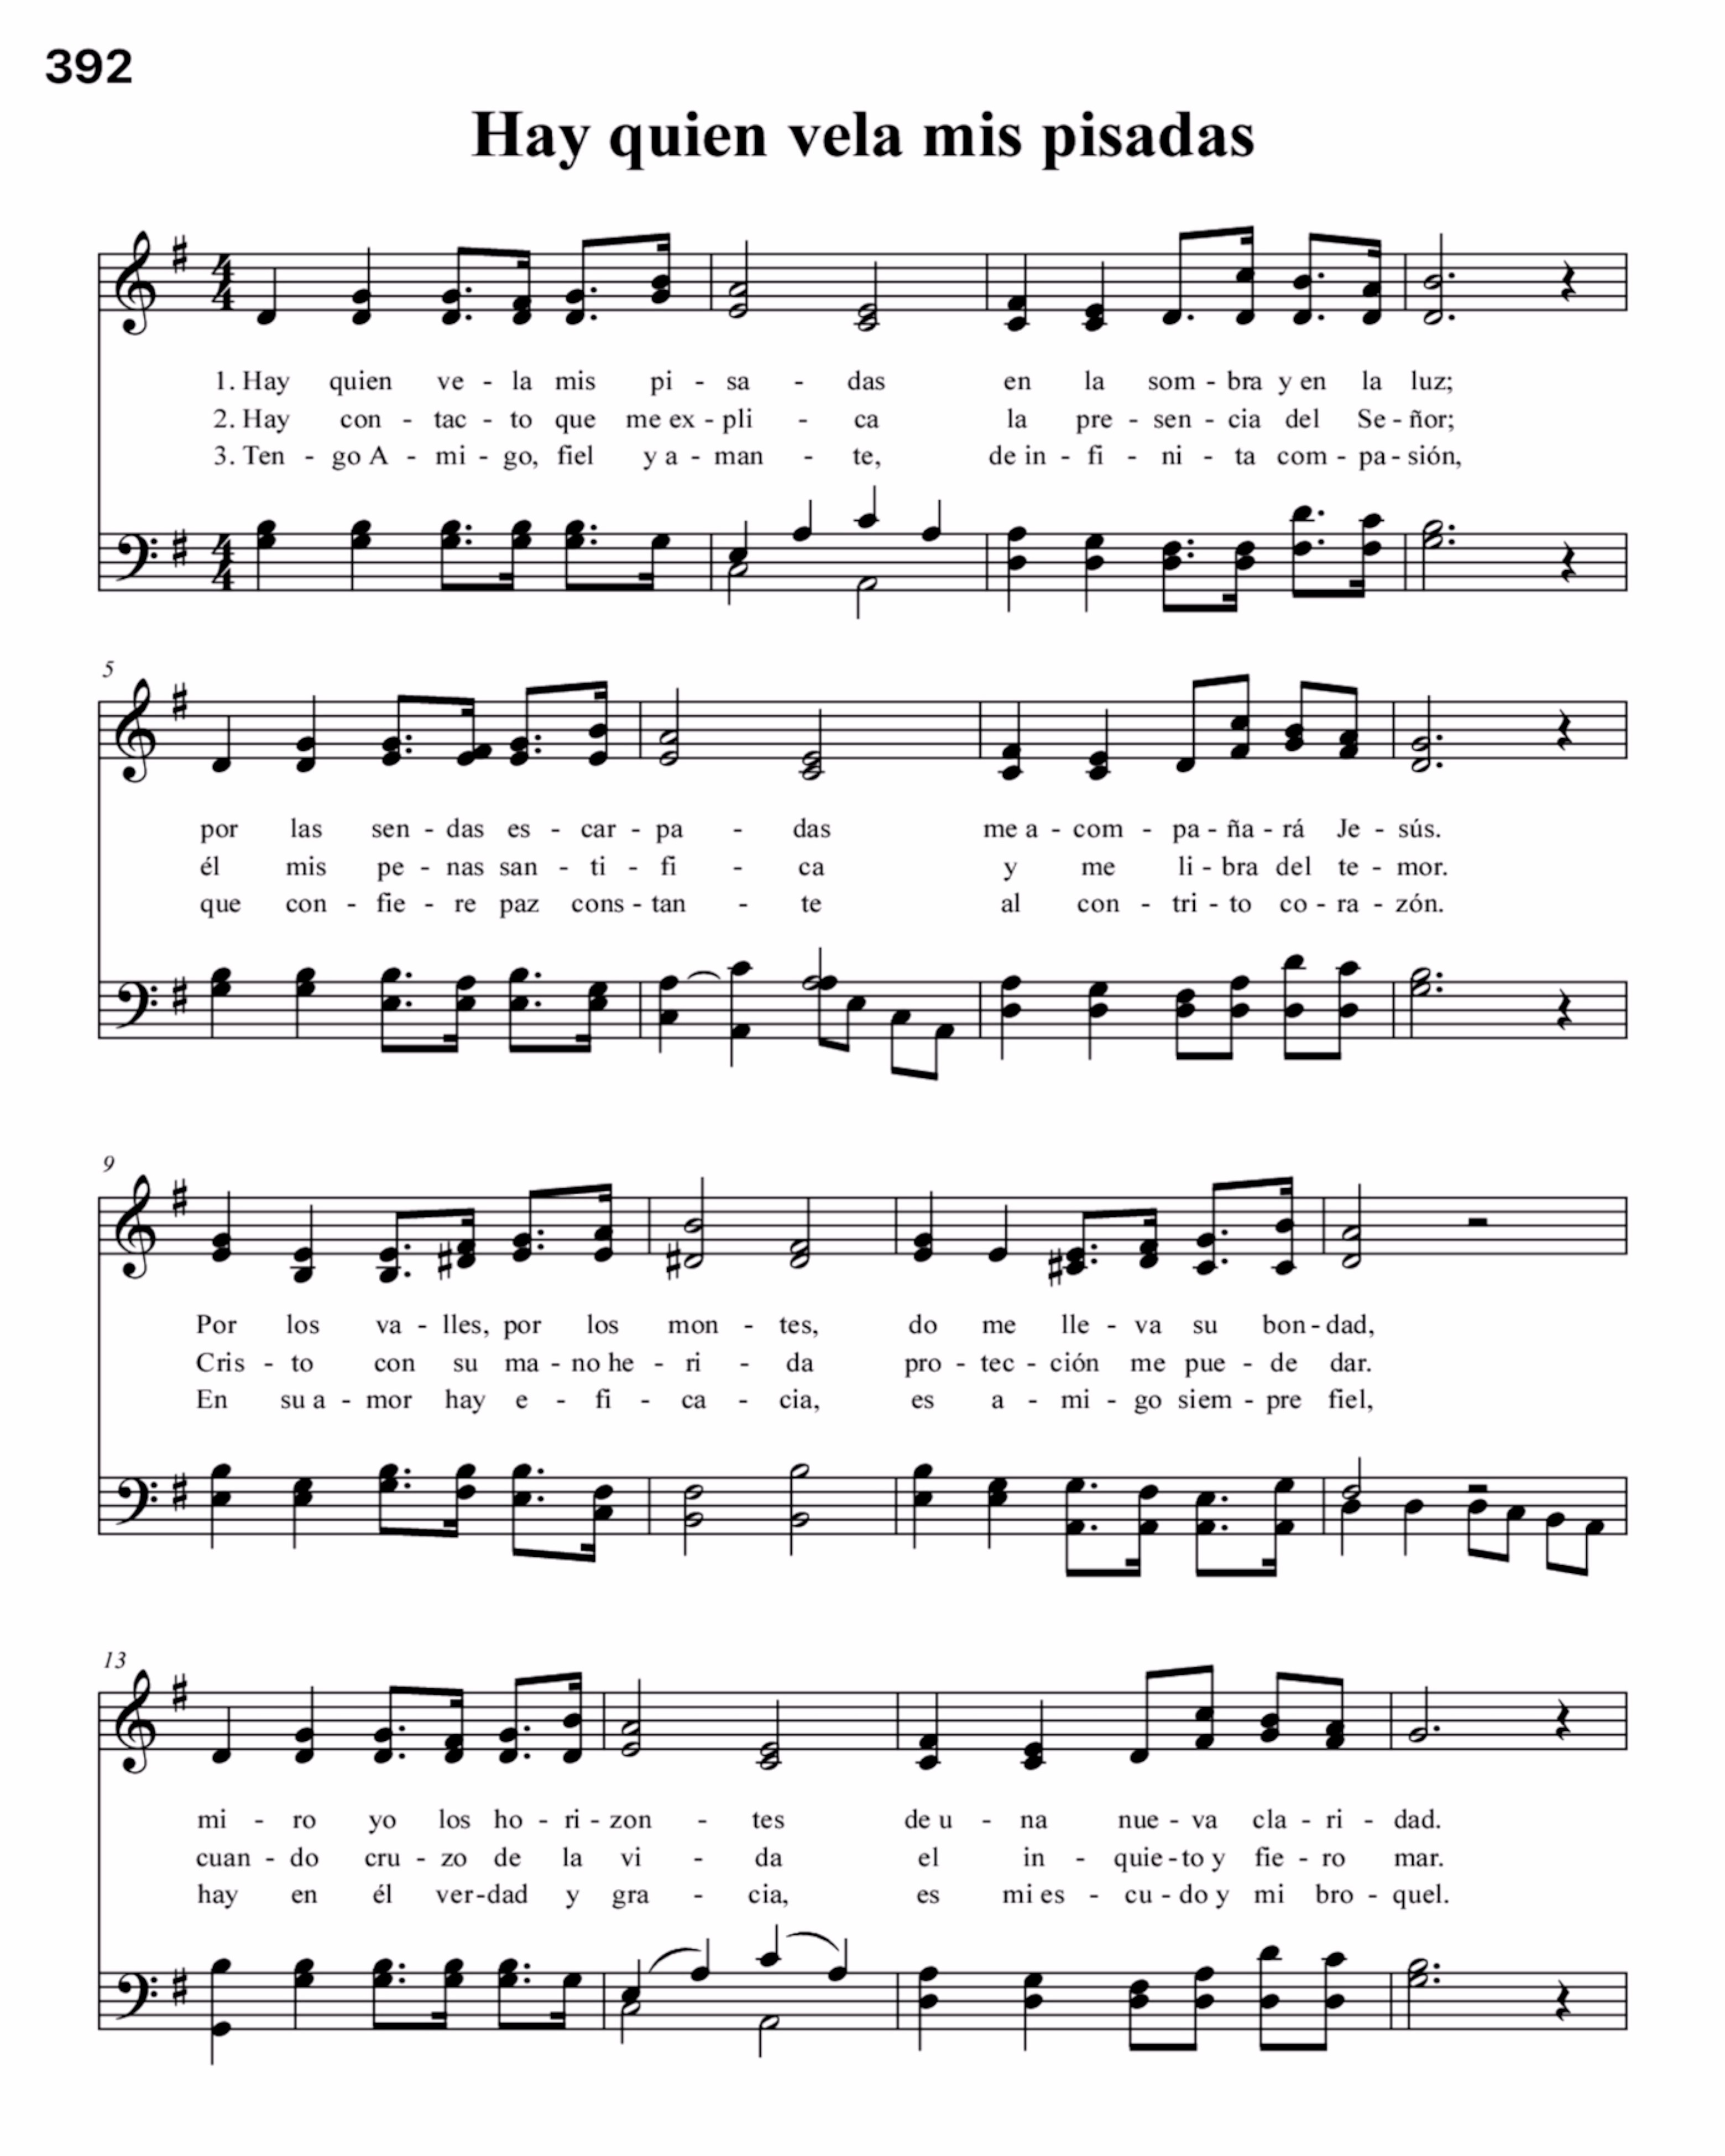 392
Hay quien vela mis pisadas
1. Hay quien ve - la mis pi - sa - das en la som - bra y en la luz;
2. Hay con - tac - to que me ex - pli - ca la pre - sen - cia del Se - ñor;
3. Ten - go A - mi - go, fiel y a - man - te, de in - fi - ni - ta com - pa - sión,
5
por las sen - das es - car - pa - das me a - com - pa - ña - rá Je - sús.
él mis pe - nas san - ti - fi - ca y me li - bra del te - mor.
que con - fie - re paz cons - tan - te al con - tri - to co - ra - zón.
9
Por los va - lles, por los mon - tes, do me lle - va su bon - dad,
Cris - to con su ma - no he - ri - da pro - tec - ción me pue - de dar.
En su a - mor hay e - fi - ca - cia, es a - mi - go siem - pre fiel,
13
mi - ro yo los ho - ri - zon - tes de u - na nue - va cla - ri - dad.
cuan - do cru - zo de la vi - da el in - quie - to y fie - ro mar.
hay en él ver - dad y gra - cia, es mi es - cu - do y mi bro - quel.